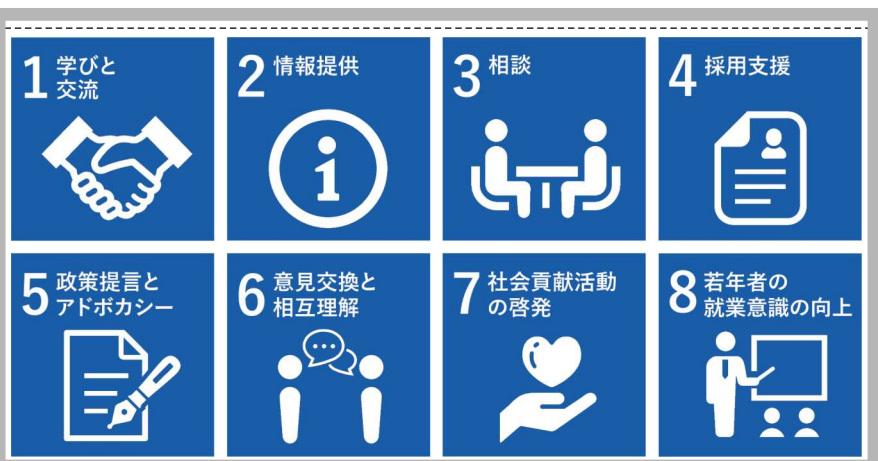 1 学びと
交流
2 情報提供
3 相談
4 採用支援
5 政策提言と
アドボカシー
6 意見交換と
相互理解
7 社会貢献活動
の啓発
8 若年者の
就業意識の向上